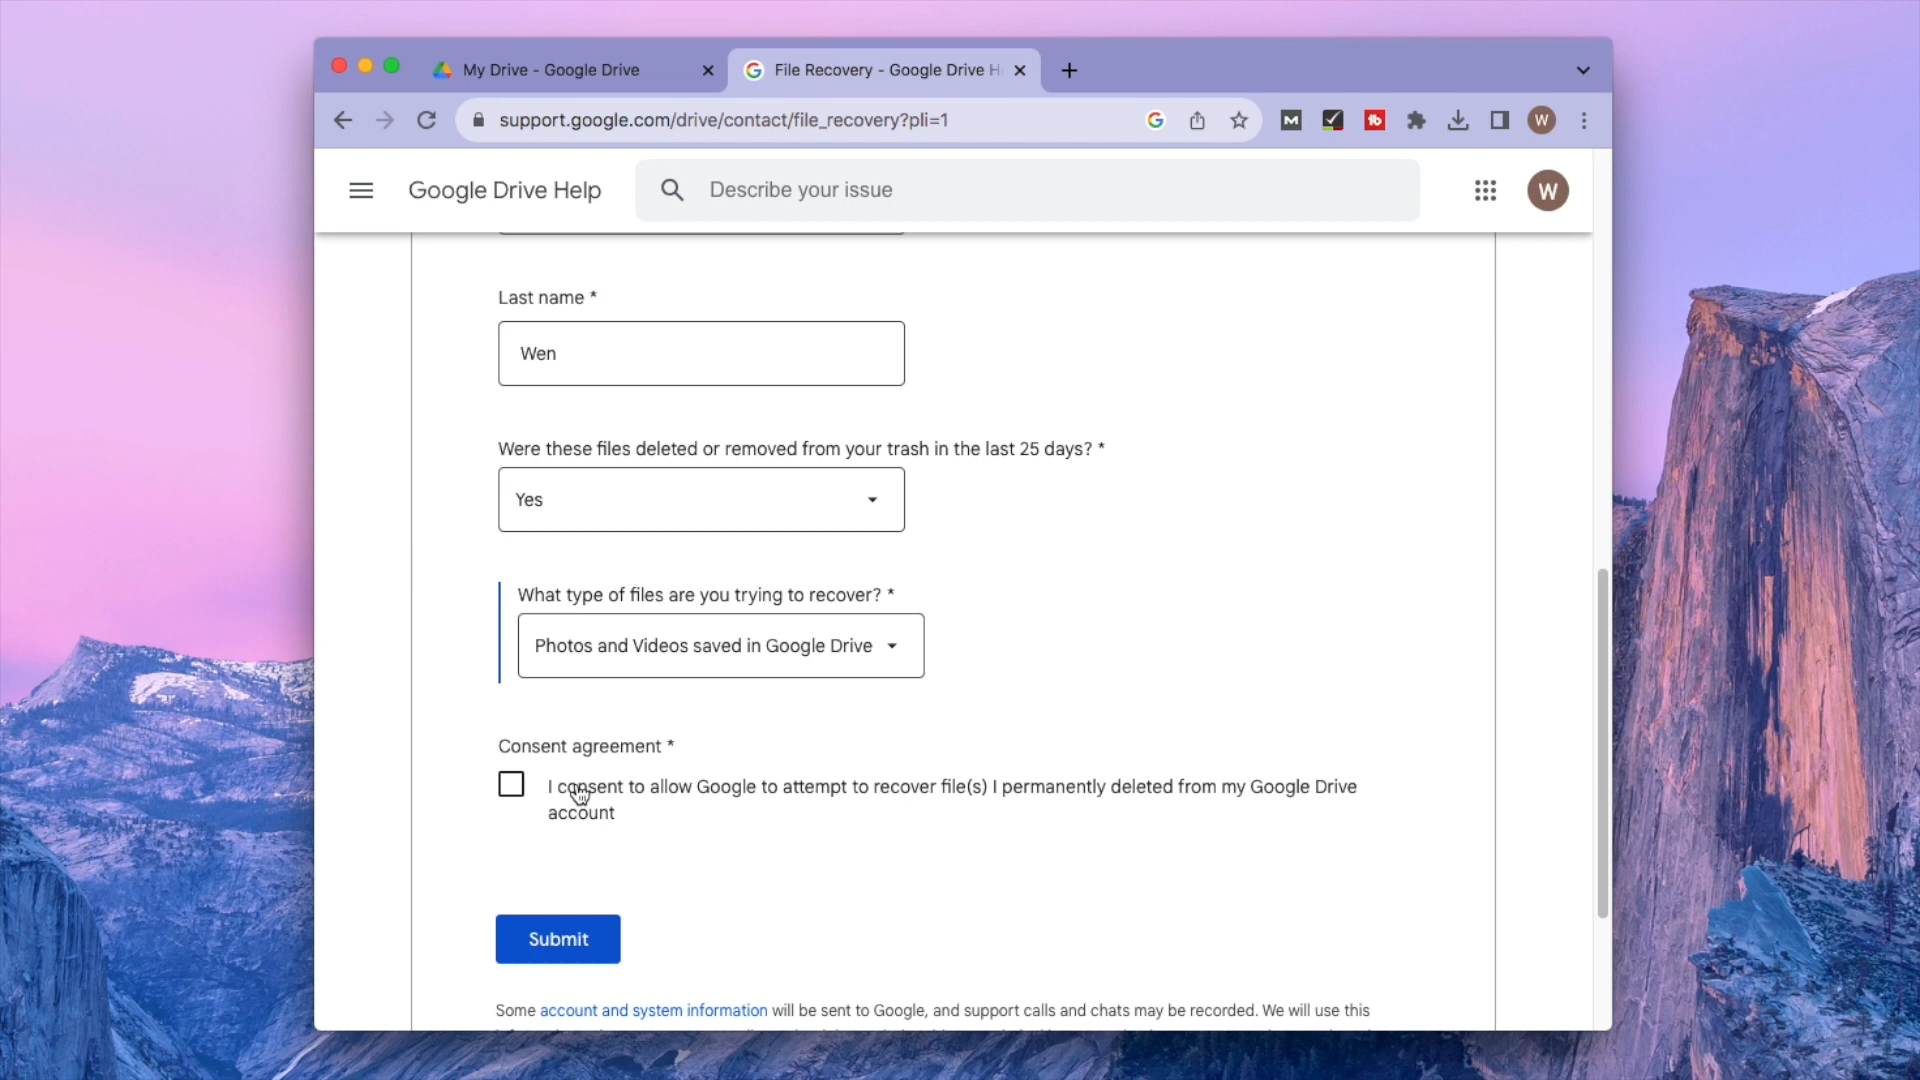 My Drive - Google Drive
File Recovery - Google Drive H
support.google.com/drive/contact/file_recovery?pli=1
W
Google Drive Help
Describe your issue
W
Last name *
Wen
Were these files deleted or removed from your trash in the last 25 days? *
Yes
What type of files are you trying to recover? *
Photos and Videos saved in Google Drive
Consent agreement *
I consent to allow Google to attempt to recover file(s) I permanently deleted from my Google Drive
account
Submit
Some account and system information will be sent to Google, and support calls and chats may be recorded. We will use this